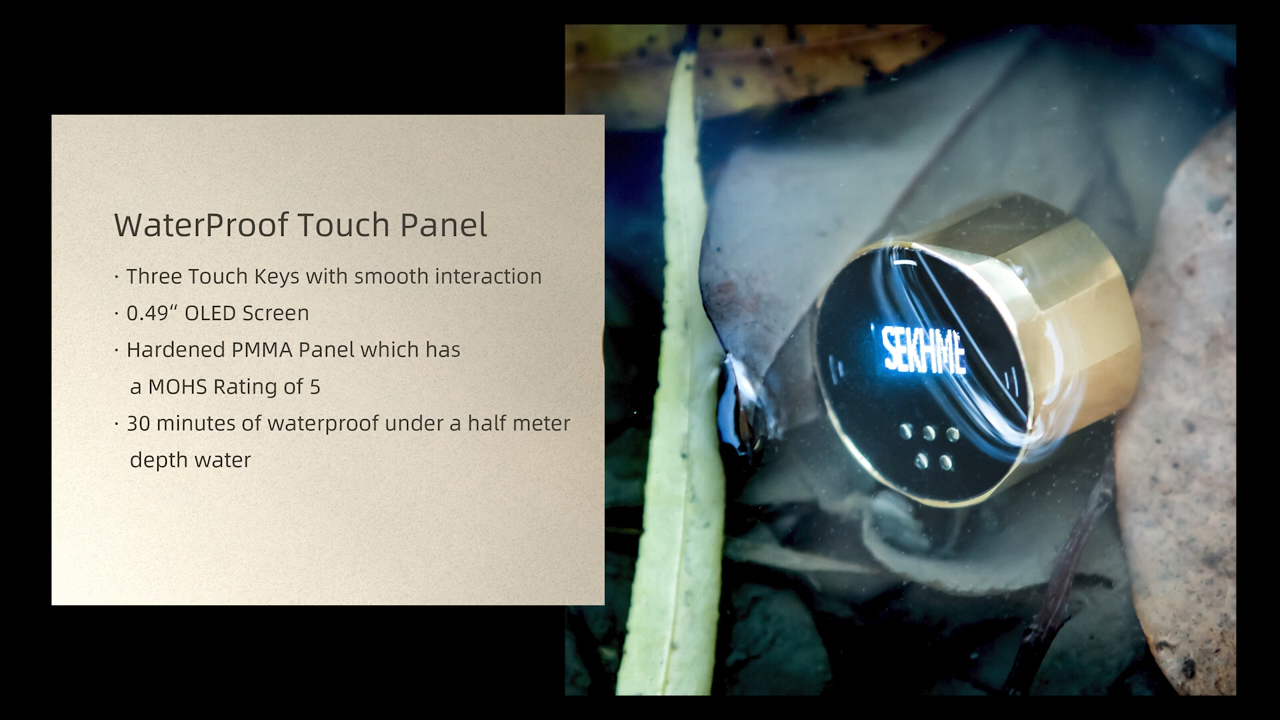 WaterProof Touch Panel
· Three Touch Keys with smooth interaction
· 0.49“ OLED Screen
· Hardened PMMA Panel which has
a MOHS Rating of 5
· 30 minutes of waterproof under a half meter
depth water
SEKHME